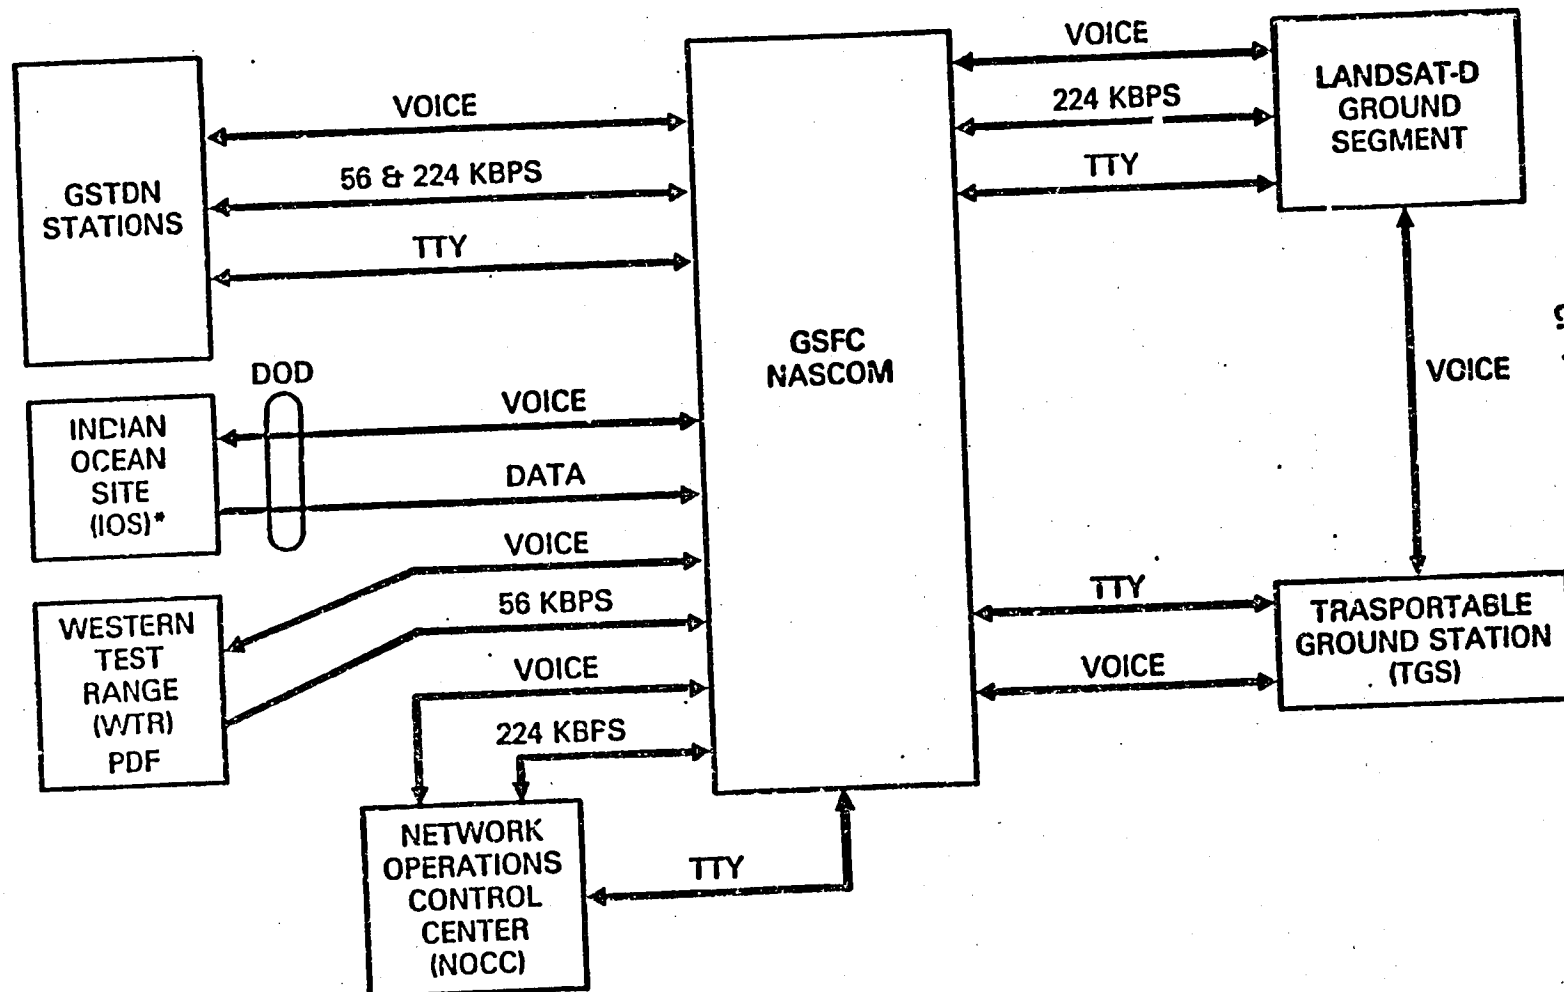 GSTDN
STATIONS
VOICE
56 & 224 KBPS
TTY
DOD
INDIAN
OCEAN
SITE
(IOS)*
VOICE
DATA
WESTERN
TEST
RANGE
(WTR)
PDF
VOICE
56 KBPS
VOICE
224 KBPS
NETWORK
OPERATIONS
CONTROL
CENTER
(NOCC)
TTY
GSFC
NASCOM
VOICE
224 KBPS
TTY
LANDSAT-D
GROUND
SEGMENT
VOICE
TTY
VOICE
TRASPORTABLE
GROUND STATION
(TGS)